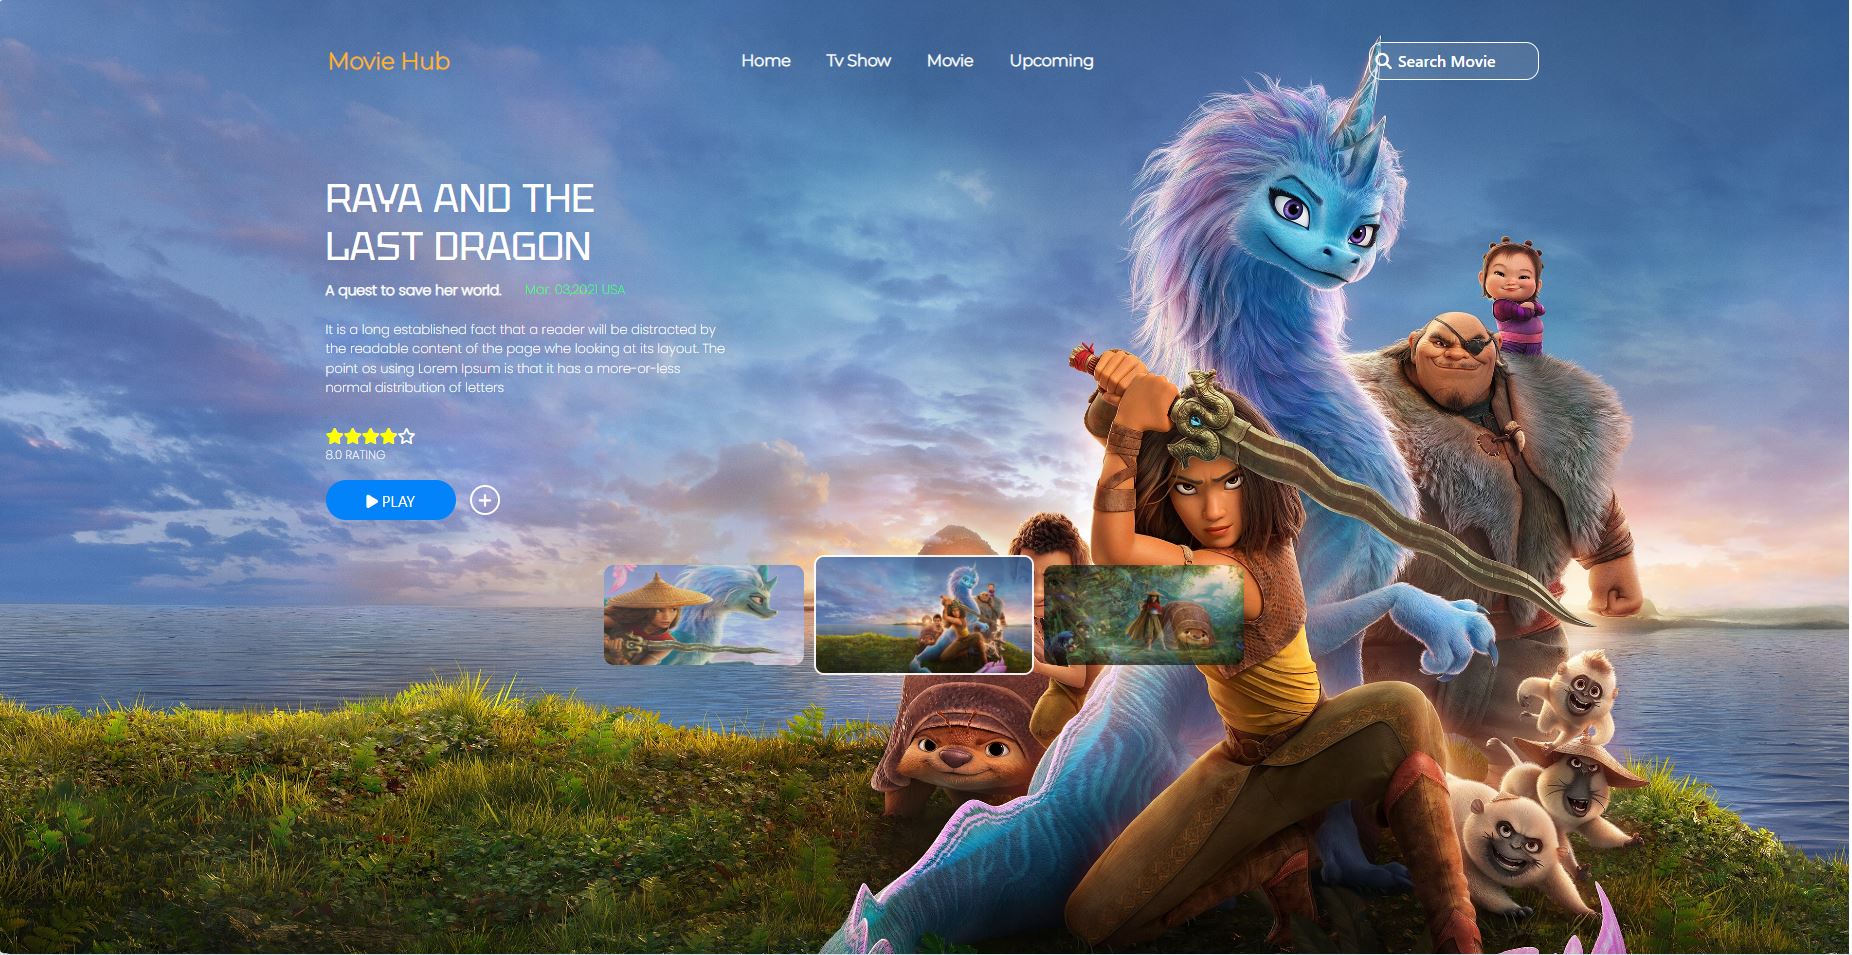 Movie Hub
Home Tv Show Movie Upcoming
Search Movie
RAYA AND THE
LAST DRAGON
A quest to save her world. Mar. 03,2021 USA
It is a long established fact that a reader will be distracted by
the readable content of the page whe looking at its layout. The
point os using Lorem Ipsum is that it has a more-or-less
normal distribution of letters
8.0 RATING
PLAY